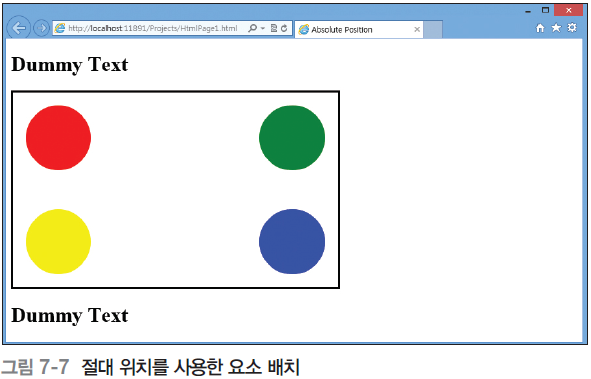 http://localhost:11891/Projects/HtmlPage1.html
Absolute Position
Dummy Text
Dummy Text
그림 7-7 절대 위치를 사용한 요소 배치